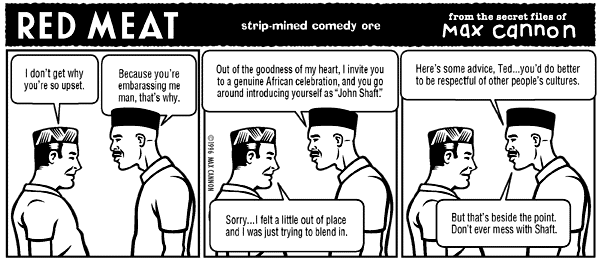 RED MEAT
strip-mined comedy ore
from the secret files of
max cannon
I don't get why
you're so upset.
Because you're
embarassing me
man, that's why.
Out of the goodness of my heart, I invite you
to a genuine African celebration, and you go
around introducing yourself as "John Shaft."
Sorry...I felt a little out of place
and I was just trying to blend in.
©1996 MAX CANNON
Here's some advice, Ted...you'd do better
to be respectful of other people's cultures.
But that's beside the point.
Don't ever mess with Shaft.